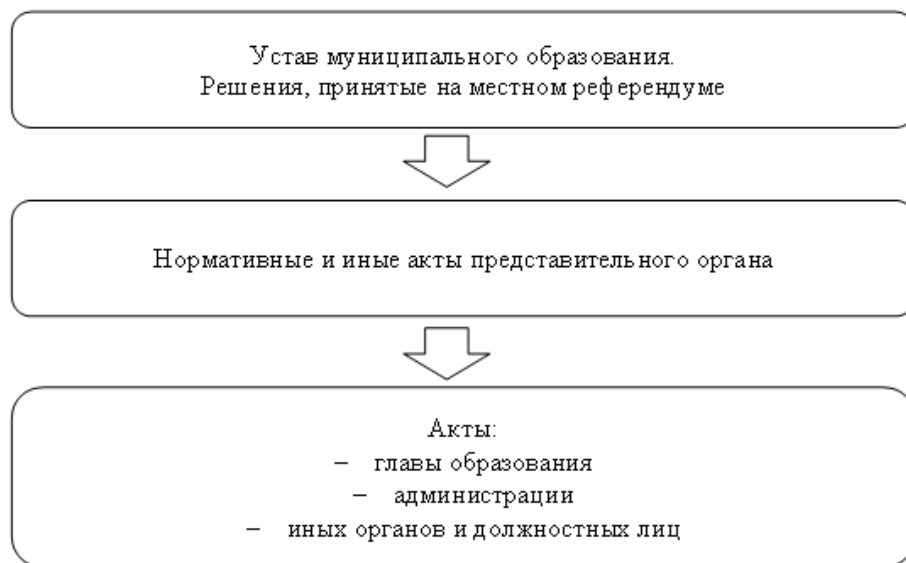 Устав муниципального образования.
Решения, принятые на местном референдуме
Нормативные и иные акты представительного органа
Акты:
– главы образования
– администрации
– иных органов и должностных лиц